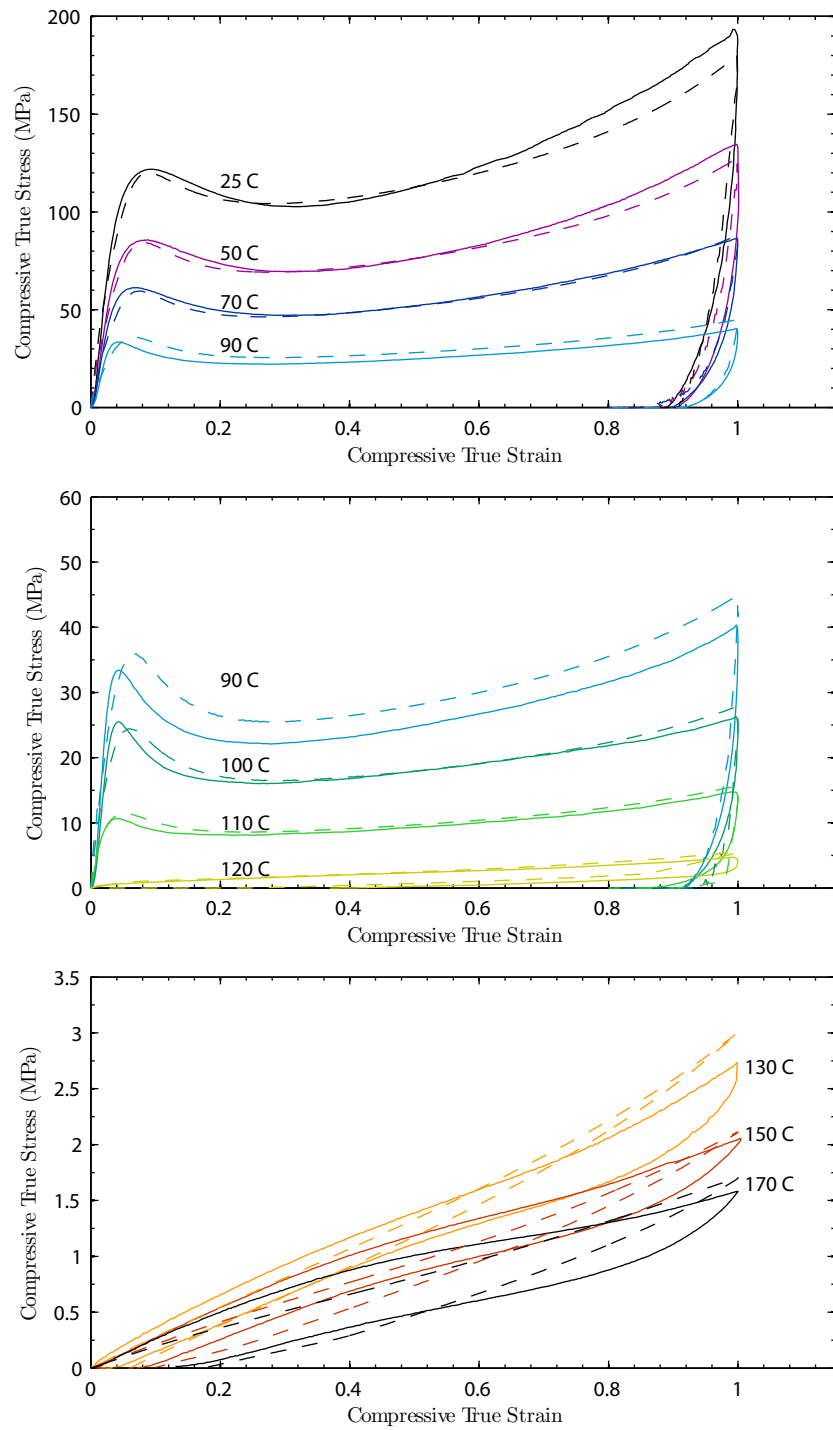 200
150
100
50
0
Compressive True Stress (MPa)
25 C
50 C
70 C
90 C
0
0.2
0.4
0.6
0.8
1
Compressive True Strain
60
50
40
30
20
10
0
Compressive True Stress (MPa)
90 C
100 C
110 C
120 C
0
0.2
0.4
0.6
0.8
1
Compressive True Strain
3.5
3
2.5
2
1.5
1
0.5
0
Compressive True Stress (MPa)
130 C
150 C
170 C
0
0.2
0.4
0.6
0.8
1
Compressive True Strain